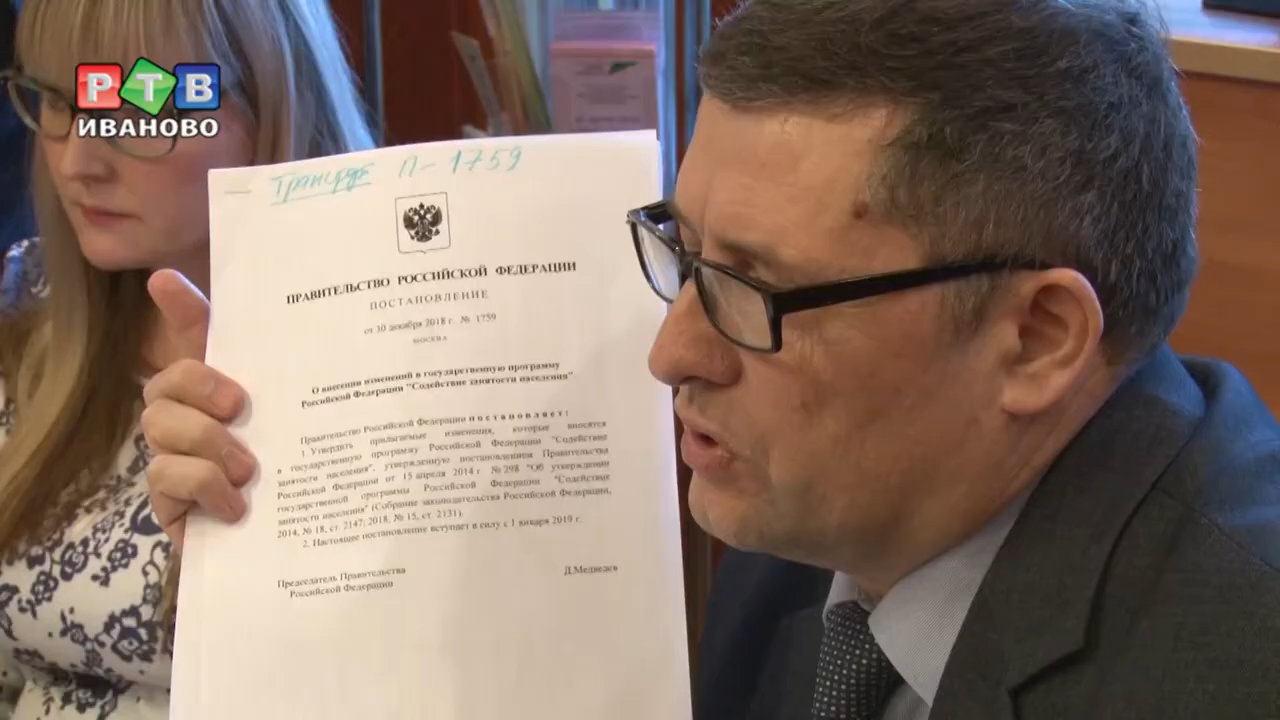 РТВ
ИВАНОВО
П-1759
ПРАВИТЕЛЬСТВО РОССИЙСКОЙ ФЕДЕРАЦИИ
ПОСТАНОВЛЕНИЕ
от 10 декабря 2018 г. № 1759
МОСКВА
О внесении изменений в государственную программу
Российской Федерации "Содействие занятости населения"
Правительство Российской Федерации постановляет:
1. Утвердить прилагаемые изменения, которые вносятся
в государственную программу Российской Федерации "Содействие
занятости населения", утвержденную постановлением Правительства
Российской Федерации от 15 апреля 2014 г. № 298 "Об утверждении
государственной программы Российской Федерации "Содействие
занятости населения" (Собрание законодательства Российской Федерации,
2014, № 18, ст. 2147; 2018, № 15, ст. 2131).
2. Настоящее постановление вступает в силу с 1 января 2019 г.
Председатель Правительства
Российской Федерации
Д.Медведев